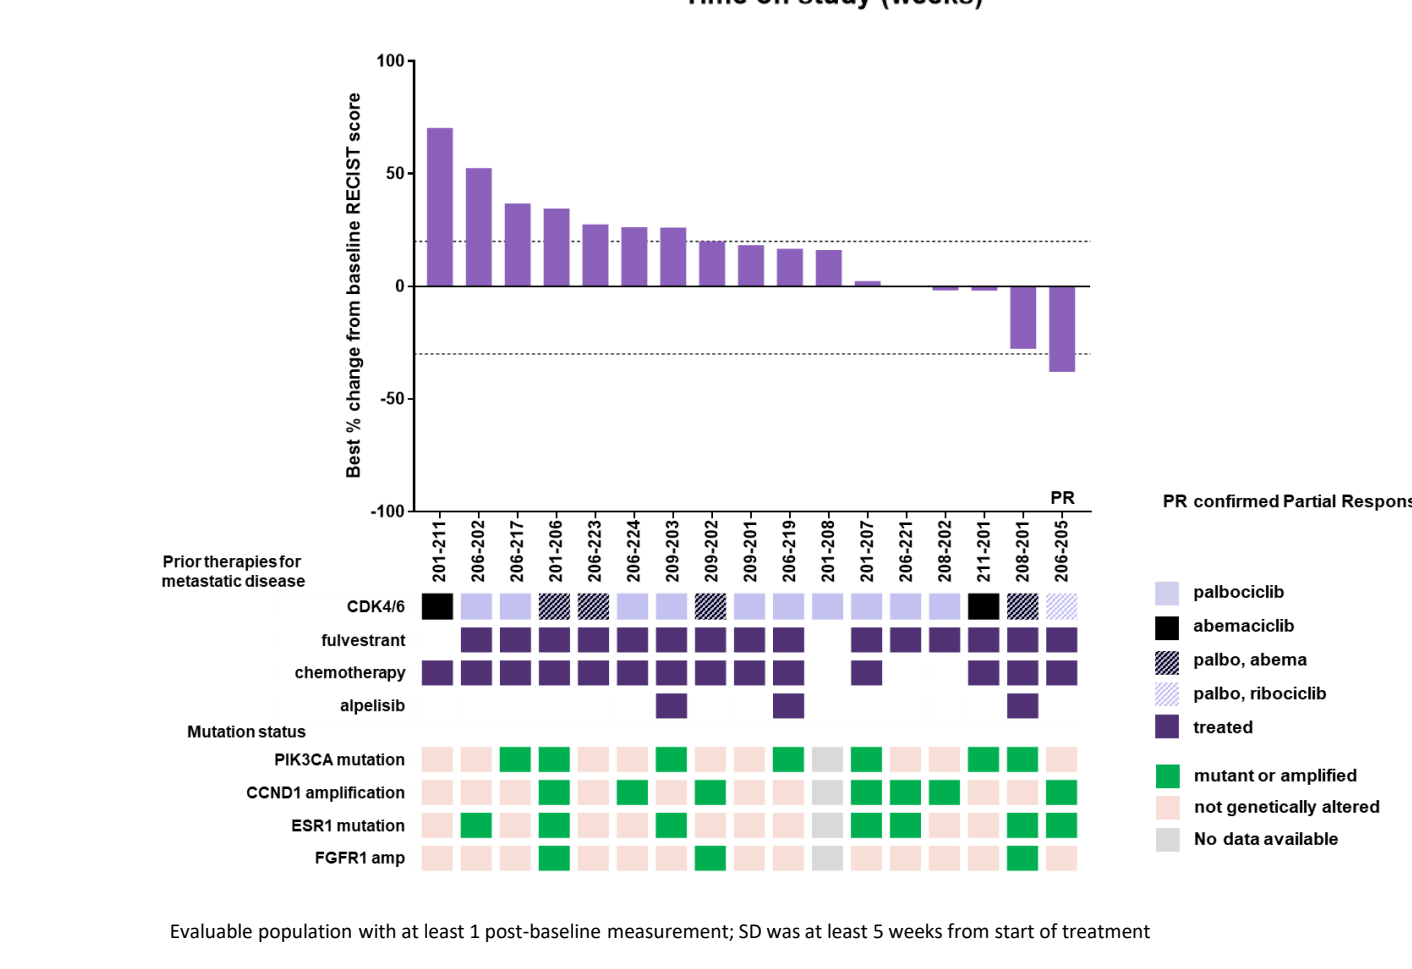 Time on study (weeks)
Best % change from baseline RECIST score
100
50
0
-50
-100
PR
PR confirmed Partial Respons
201-211
206-202
206-217
201-206
206-223
206-224
209-203
209-202
209-201
206-219
201-208
201-207
206-221
208-202
211-201
208-201
206-205
Prior therapies for
metastatic disease
CDK4/6
fulvestrant
chemotherapy
alpelisib
Mutation status
PIK3CA mutation
CCND1 amplification
ESR1 mutation
FGFR1 amp
palbociclib
abemaciclib
palbo, abema
palbo, ribociclib
treated
mutant or amplified
not genetically altered
No data available
Evaluable population with at least 1 post-baseline measurement; SD was at least 5 weeks from start of treatment